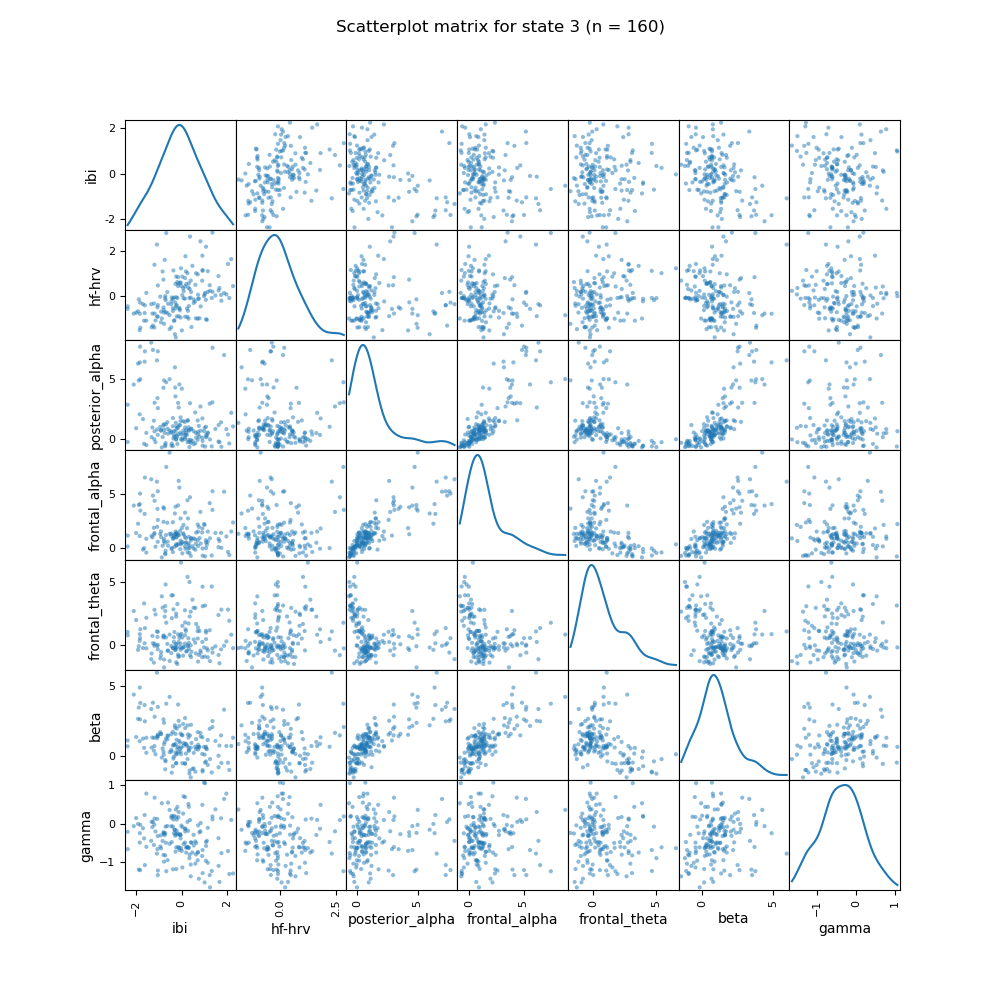 Scatterplot matrix for state 3 (n = 160)
2
0
−2
ibi
2
0
hf-hrv
5
0
posterior_alpha
5
0
frontal_alpha
5
0
frontal_theta
5
0
beta
1
0
−1
gamma
−2 0 2
0.0 2.5
0 5
0 5
0 5
0 5
−1 0 1
ibi hf-hrv posterior_alpha frontal_alpha frontal_theta beta gamma